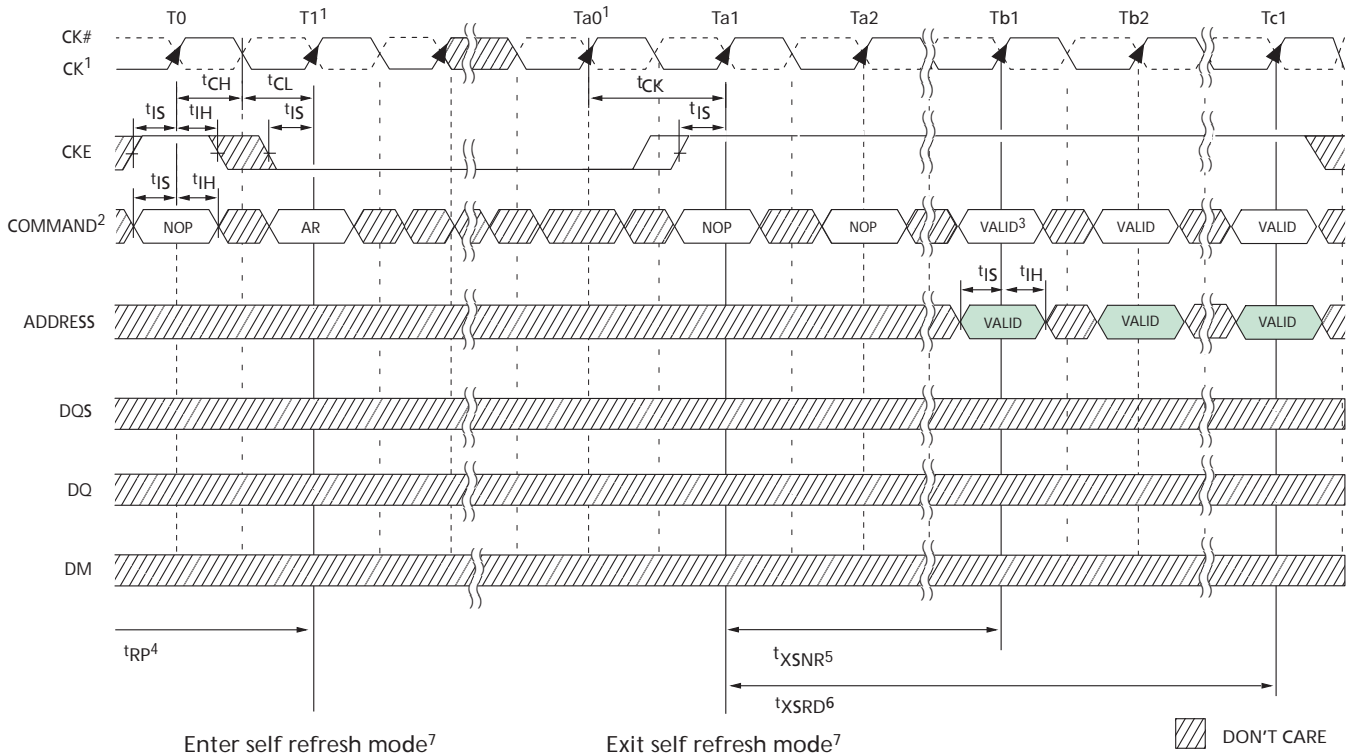 T0 T1¹ Ta0¹ Ta1 Ta2 Tb1 Tb2 Tc1
CK#
CK¹
tCH tCL tCK
tIS tIH tIS tIS
CKE
tIS tIH
COMMAND² NOP AR NOP NOP VALID³ VALID VALID
tIS tIH
ADDRESS VALID VALID VALID
DQS
DQ
DM
tRP⁴ tXSNR⁵
tXSRD⁶
Enter self refresh mode⁷ Exit self refresh mode⁷ DON'T CARE